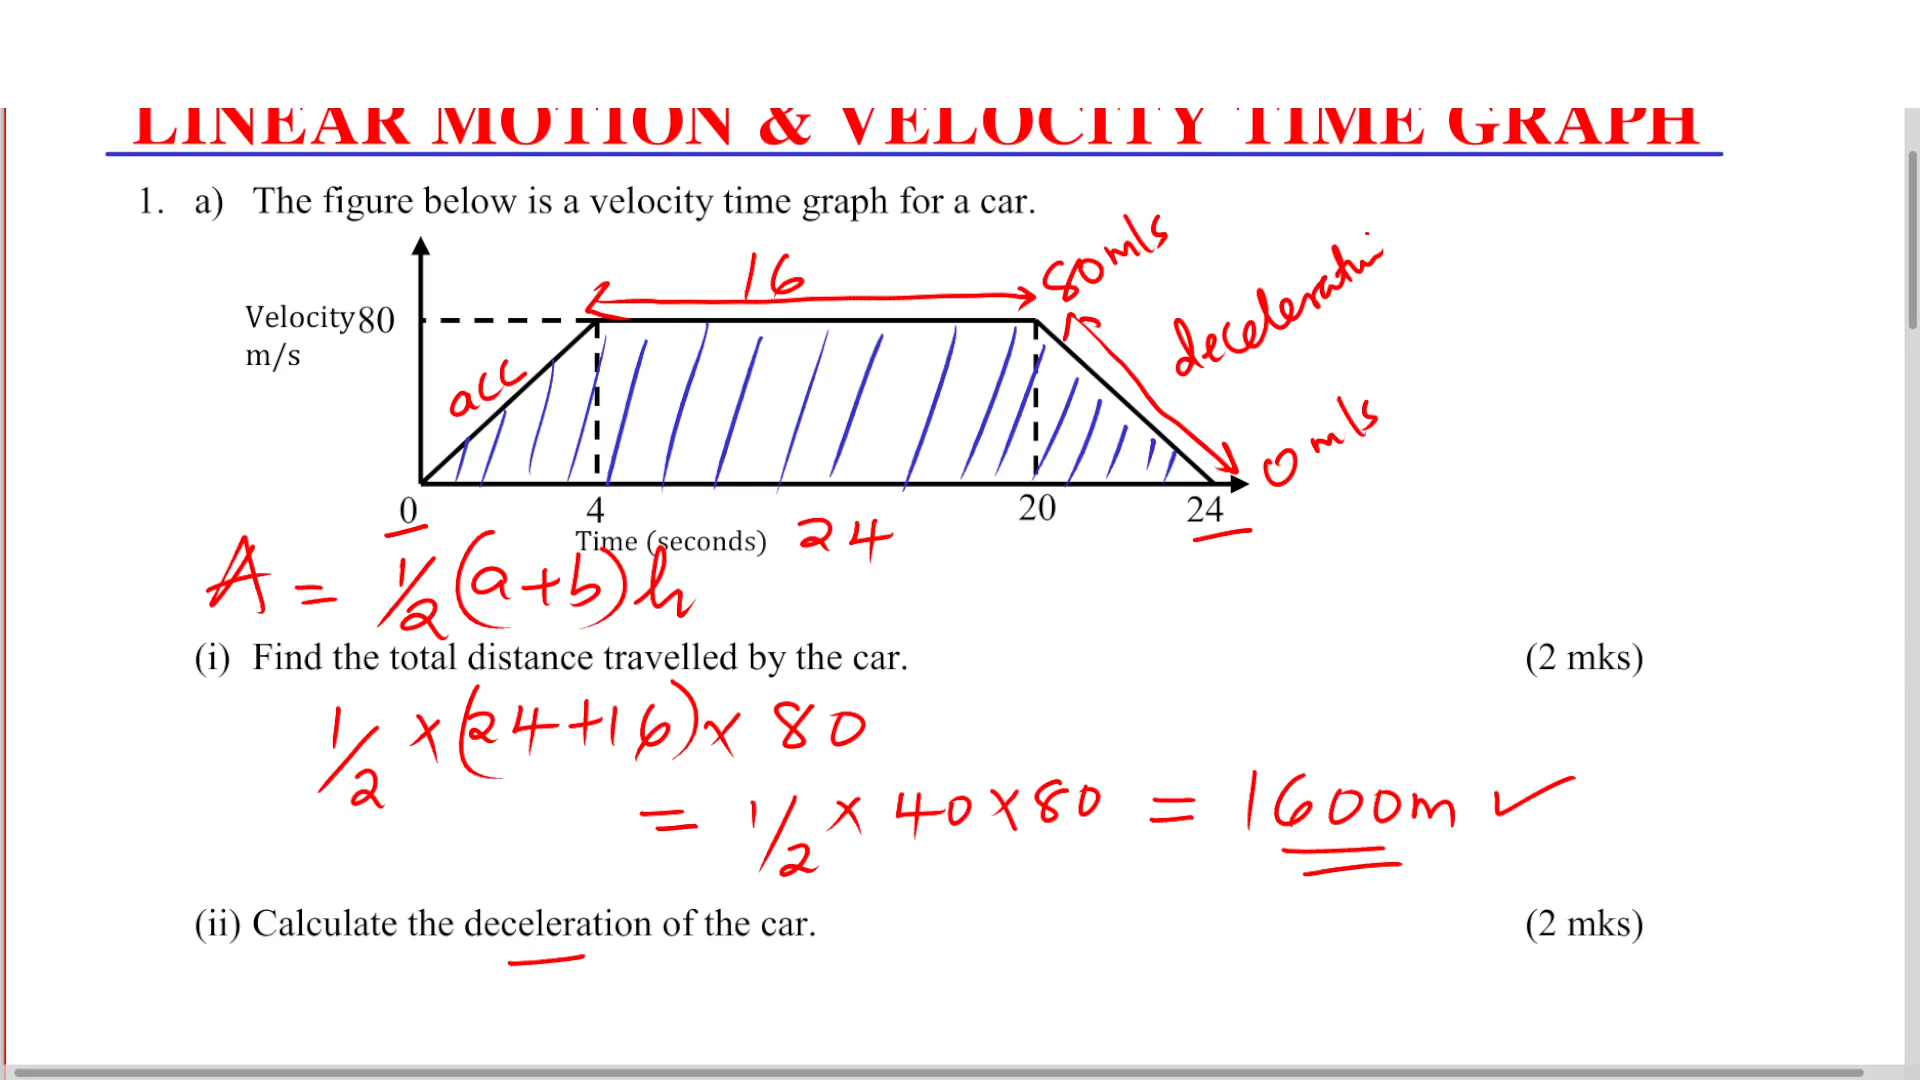 LINEAR MOTION & VELOCITY TIME GRAPH
1. a) The figure below is a velocity time graph for a car.
16
80 m/s
deceleration
Velocity 80
m/s
acc
0 m/s
0 4 20 24
Time (seconds) 24
A = 1/2 (a+b) h
(i) Find the total distance travelled by the car. (2 mks)
1/2 × (24+16) × 80
= 1/2 × 40 × 80 = 1600m ✓
(ii) Calculate the deceleration of the car. (2 mks)